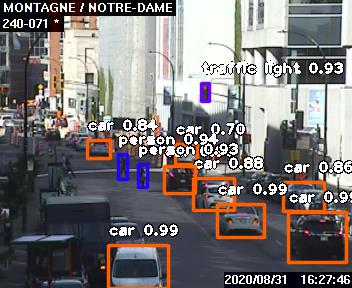 MONTAGNE / NOTRE-DAME
240-071 *
traffic light 0.93
car 0.84
car 0.70
person 0.94
person 0.93
car 0.88
car 0.86
car 0.99
car 0.99
car 0.99
2020/08/31 16:27:46